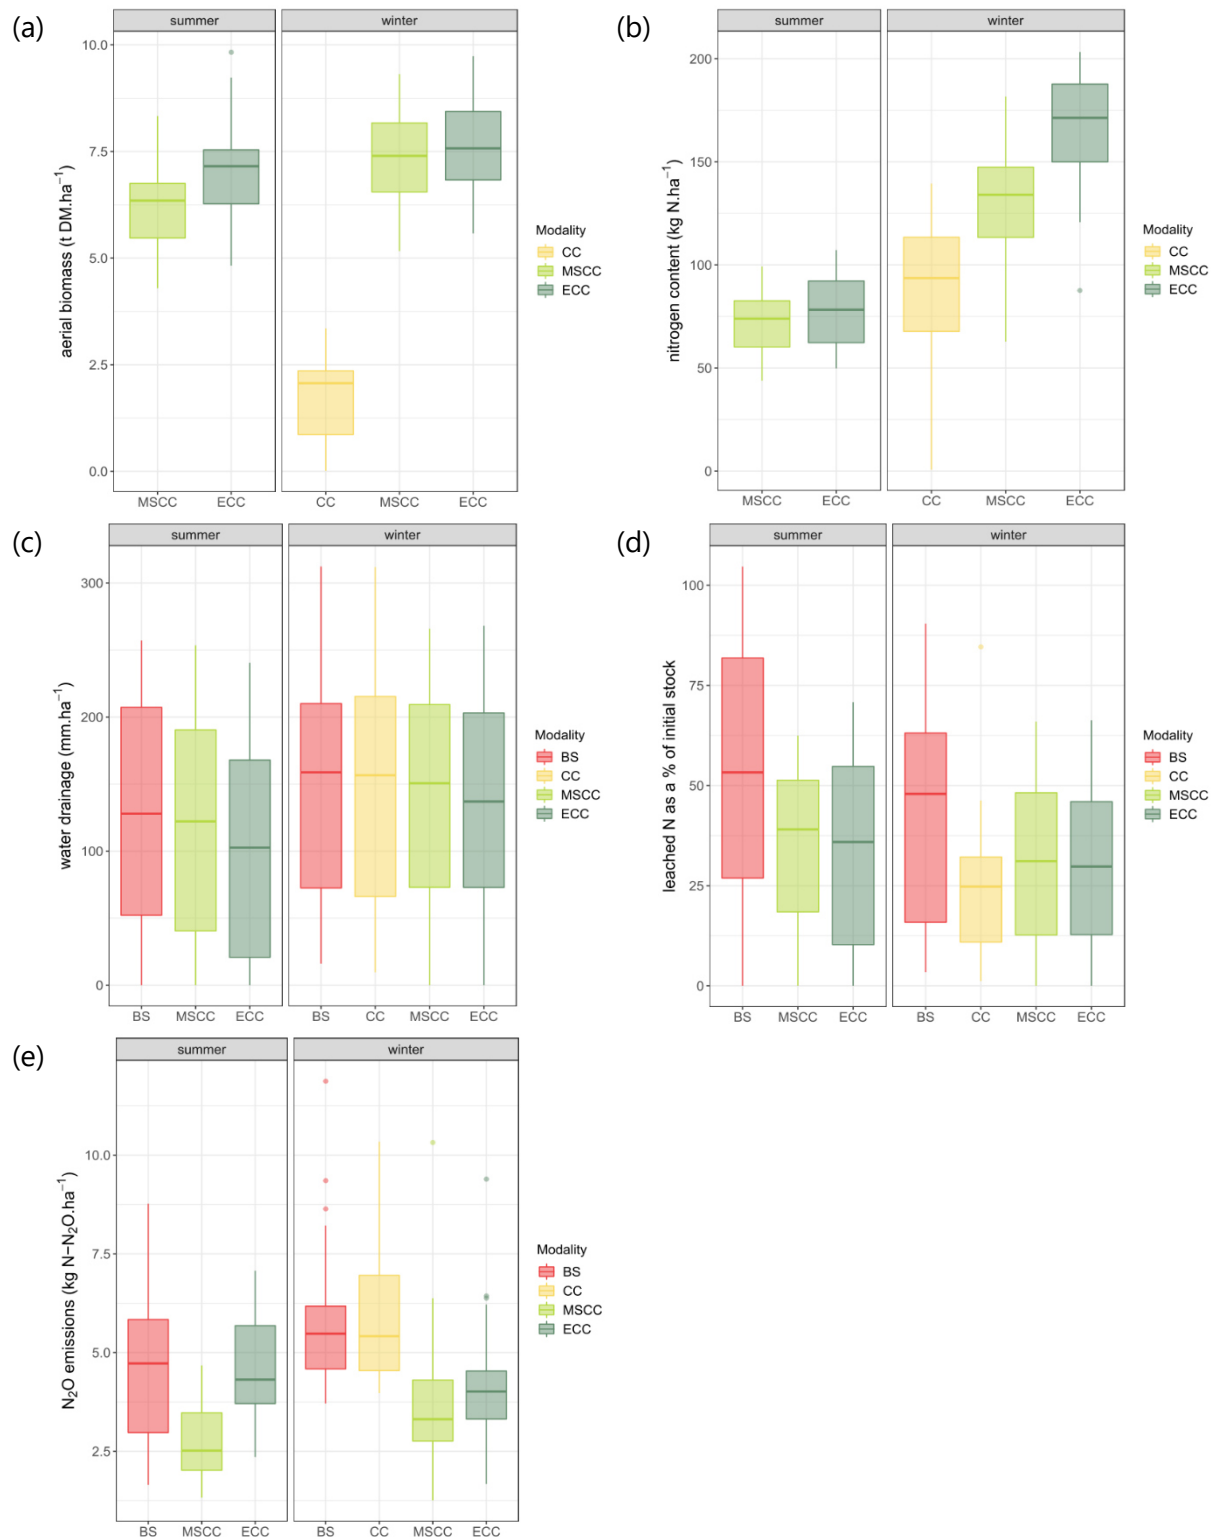 (a)
summer
winter
aerial biomass (t DM.ha⁻¹)
10.0
7.5
5.0
2.5
0.0
MSCC
ECC
CC
MSCC
ECC
Modality
CC
MSCC
ECC
(b)
summer
winter
nitrogen content (kg N.ha⁻¹)
200
150
100
50
0
MSCC
ECC
CC
MSCC
ECC
Modality
CC
MSCC
ECC
(c)
summer
winter
water drainage (mm.ha⁻¹)
300
200
100
0
BS
MSCC
ECC
BS
CC
MSCC
ECC
Modality
BS
CC
MSCC
ECC
(d)
summer
winter
leached N as a % of initial stock
100
75
50
25
0
BS
MSCC
ECC
BS
CC
MSCC
ECC
Modality
BS
CC
MSCC
ECC
(e)
summer
winter
N₂O emissions (kg N−N₂O.ha⁻¹)
10.0
7.5
5.0
2.5
BS
MSCC
ECC
BS
CC
MSCC
ECC
Modality
BS
CC
MSCC
ECC